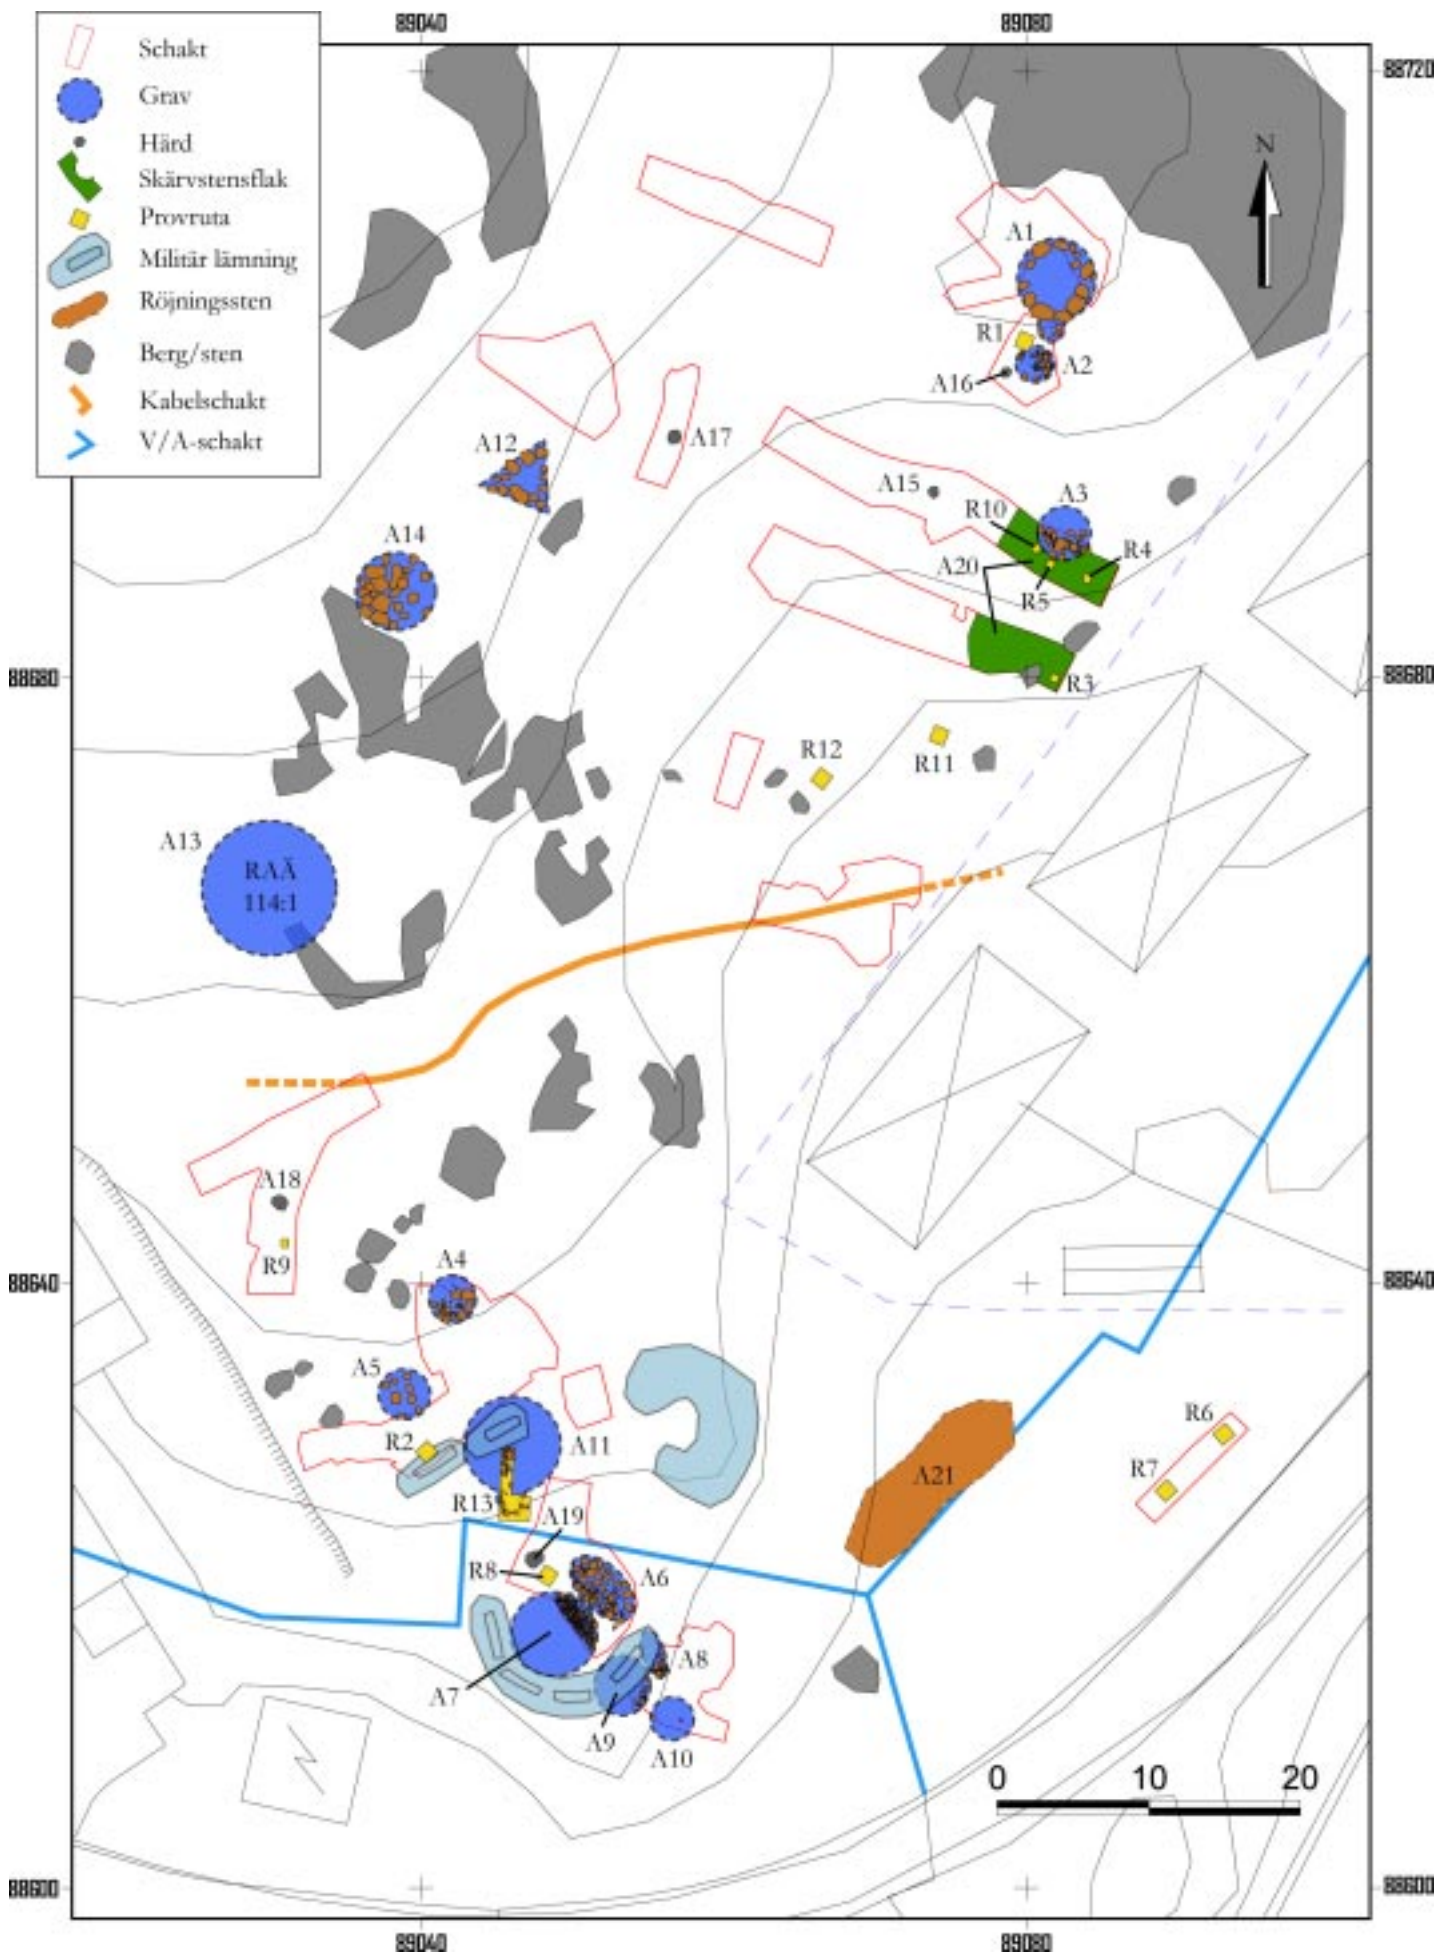 89040
89080
Schakt
Grav
Härd
Skärvstensflak
Provruta
Militär lämning
Röjningssten
Berg/sten
Kabelschakt
V/A-schakt
88720
N
A1
R1
A2
A16
A17
A12
A15
A3
R10
R4
A14
A20
R5
88680
R3
88680
R12
R11
A13
RAÄ
114:1
A18
R9
A4
88640
88640
A5
R6
R2
A11
R7
A21
R13
A19
R8
A6
A8
A7
A9
A10
0
10
20
88600
88600
89040
89080